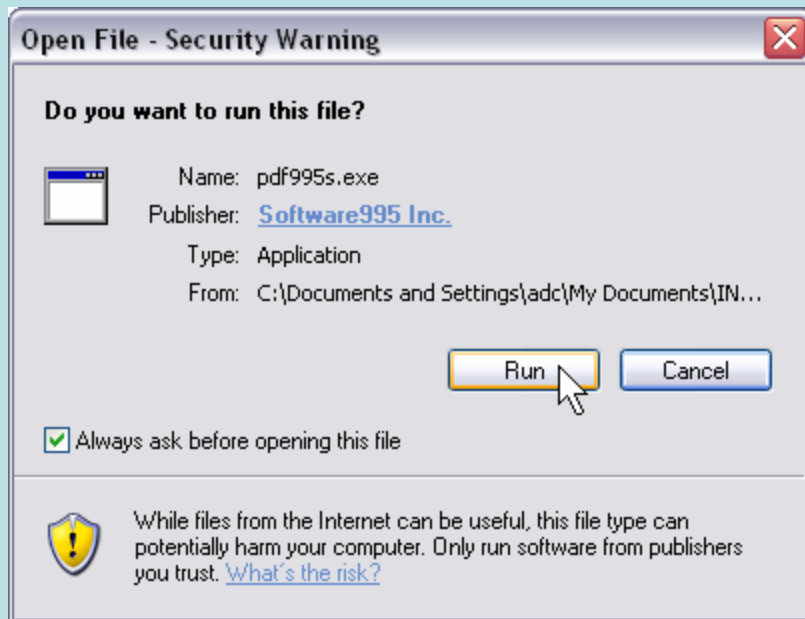 Open File - Security Warning
Do you want to run this file?
Name: pdf995s.exe
Publisher: Software995 Inc.
Type: Application
From: C:\Documents and Settings\adc\My Documents\IN...
Run Cancel
Always ask before opening this file
While files from the Internet can be useful, this file type can
potentially harm your computer. Only run software from publishers
you trust. What's the risk?